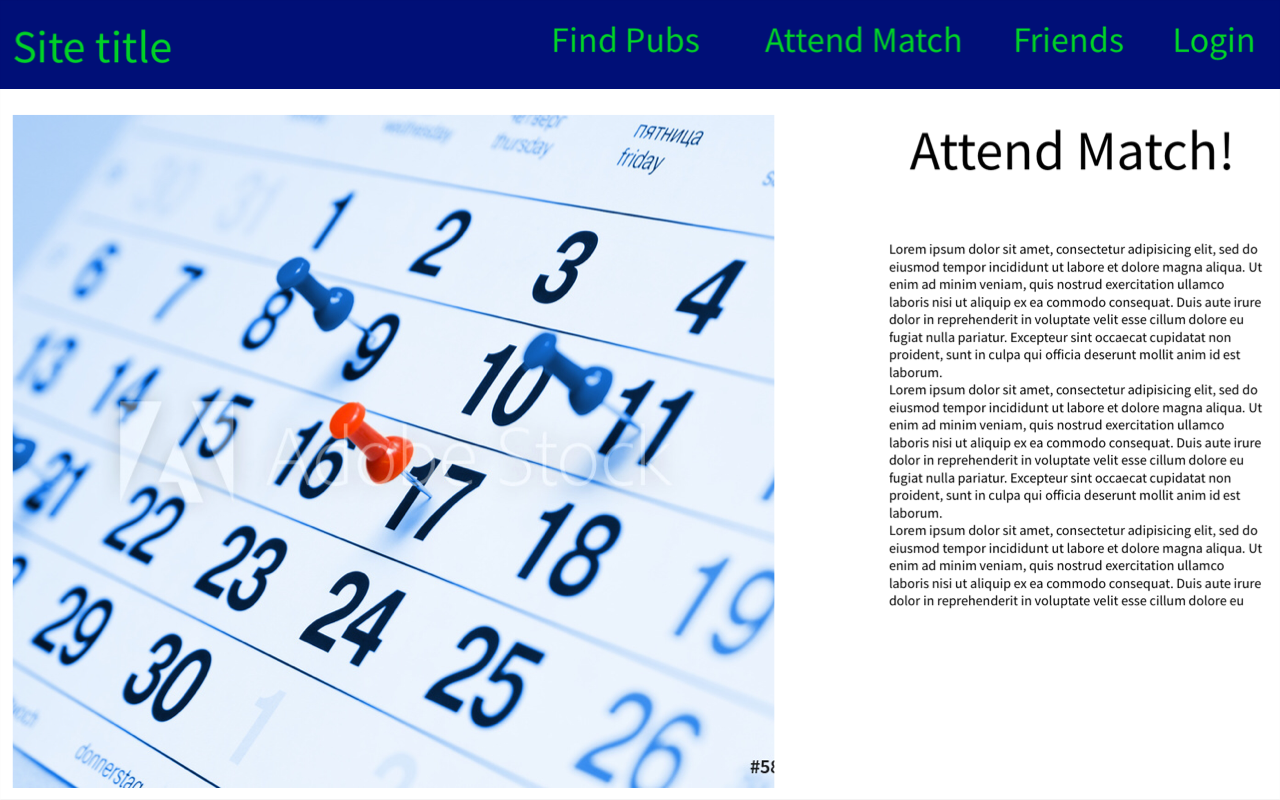 Site title
Find Pubs
Attend Match
Friends
Login
wednesday
четверг
thursday
пятница
friday
30 31 1 2 3 4
6 7 8 9 10 11
13 14 15 16 17 18 19
21 22 23 24 25 26
29 30 1 2
donnerstag
Adobe Stock
#58
Attend Match!
Lorem ipsum dolor sit amet, consectetur adipisicing elit, sed do
eiusmod tempor incididunt ut labore et dolore magna aliqua. Ut
enim ad minim veniam, quis nostrud exercitation ullamco
laboris nisi ut aliquip ex ea commodo consequat. Duis aute irure
dolor in reprehenderit in voluptate velit esse cillum dolore eu
fugiat nulla pariatur. Excepteur sint occaecat cupidatat non
proident, sunt in culpa qui officia deserunt mollit anim id est
laborum.
Lorem ipsum dolor sit amet, consectetur adipisicing elit, sed do
eiusmod tempor incididunt ut labore et dolore magna aliqua. Ut
enim ad minim veniam, quis nostrud exercitation ullamco
laboris nisi ut aliquip ex ea commodo consequat. Duis aute irure
dolor in reprehenderit in voluptate velit esse cillum dolore eu
fugiat nulla pariatur. Excepteur sint occaecat cupidatat non
proident, sunt in culpa qui officia deserunt mollit anim id est
laborum.
Lorem ipsum dolor sit amet, consectetur adipisicing elit, sed do
eiusmod tempor incididunt ut labore et dolore magna aliqua. Ut
enim ad minim veniam, quis nostrud exercitation ullamco
laboris nisi ut aliquip ex ea commodo consequat. Duis aute irure
dolor in reprehenderit in voluptate velit esse cillum dolore eu